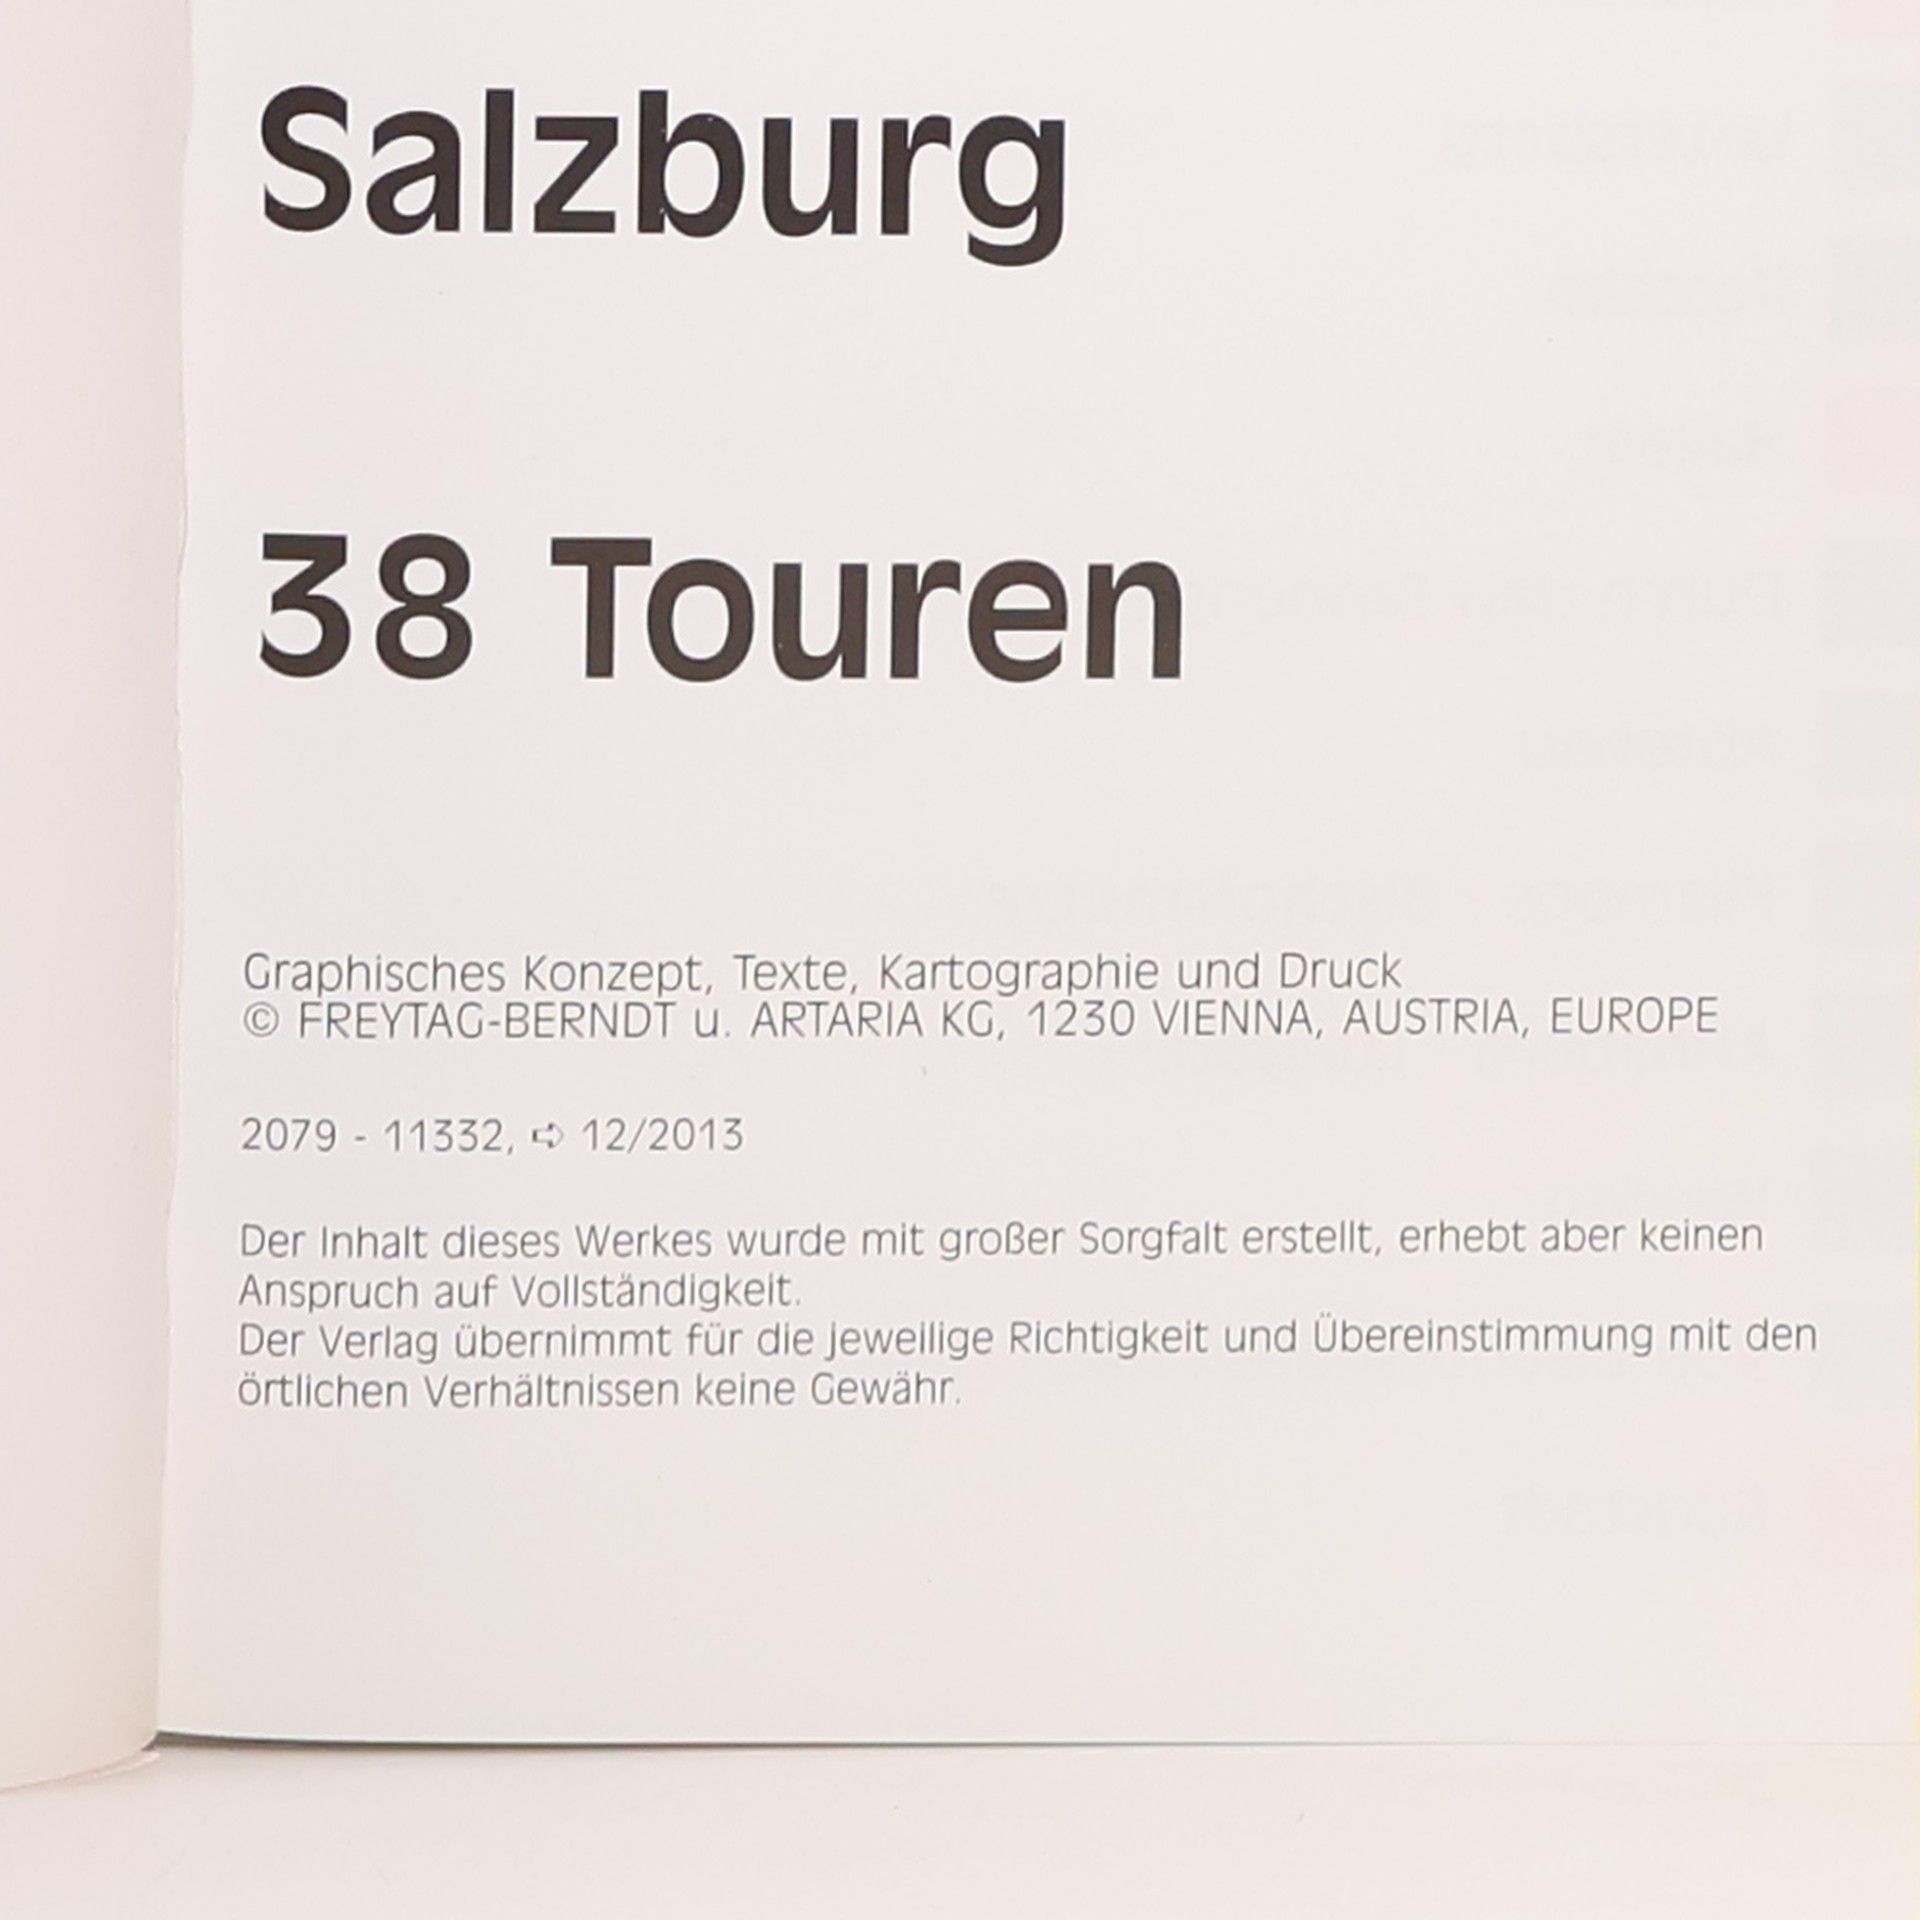 Salzburg
38 Touren
Graphisches Konzept, Texte, Kartographie und Druck
© FREYTAG-BERNDT u. ARTARIA KG, 1230 VIENNA, AUSTRIA, EUROPE
2079 - 11332, ➪ 12/2013
Der Inhalt dieses Werkes wurde mit großer Sorgfalt erstellt, erhebt aber keinen
Anspruch auf Vollständigkeit.
Der Verlag übernimmt für die jeweilige Richtigkeit und Übereinstimmung mit den
örtlichen Verhältnissen keine Gewähr.